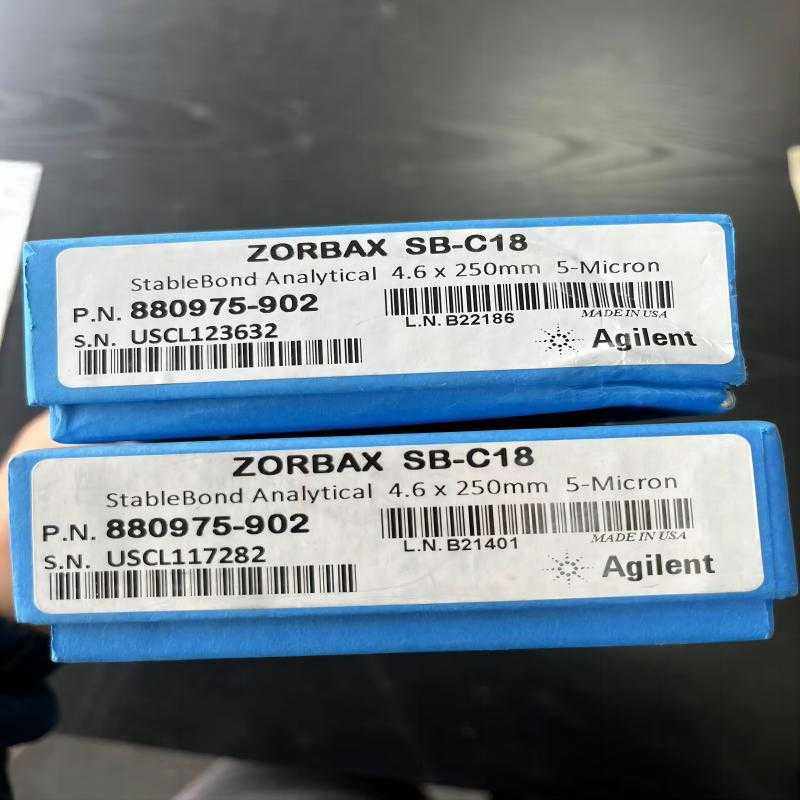 ZORBAX SB-C18
StableBond Analytical 4.6 x 250mm 5-Micron
P.N. 880975-902
L.N. B22186
MADE IN USA
S.N. USCL123632
Agilent
ZORBAX SB-C18
StableBond Analytical 4.6 x 250mm 5-Micron
P.N. 880975-902
L.N. B21401
MADE IN USA
S.N. USCL117282
Agilent